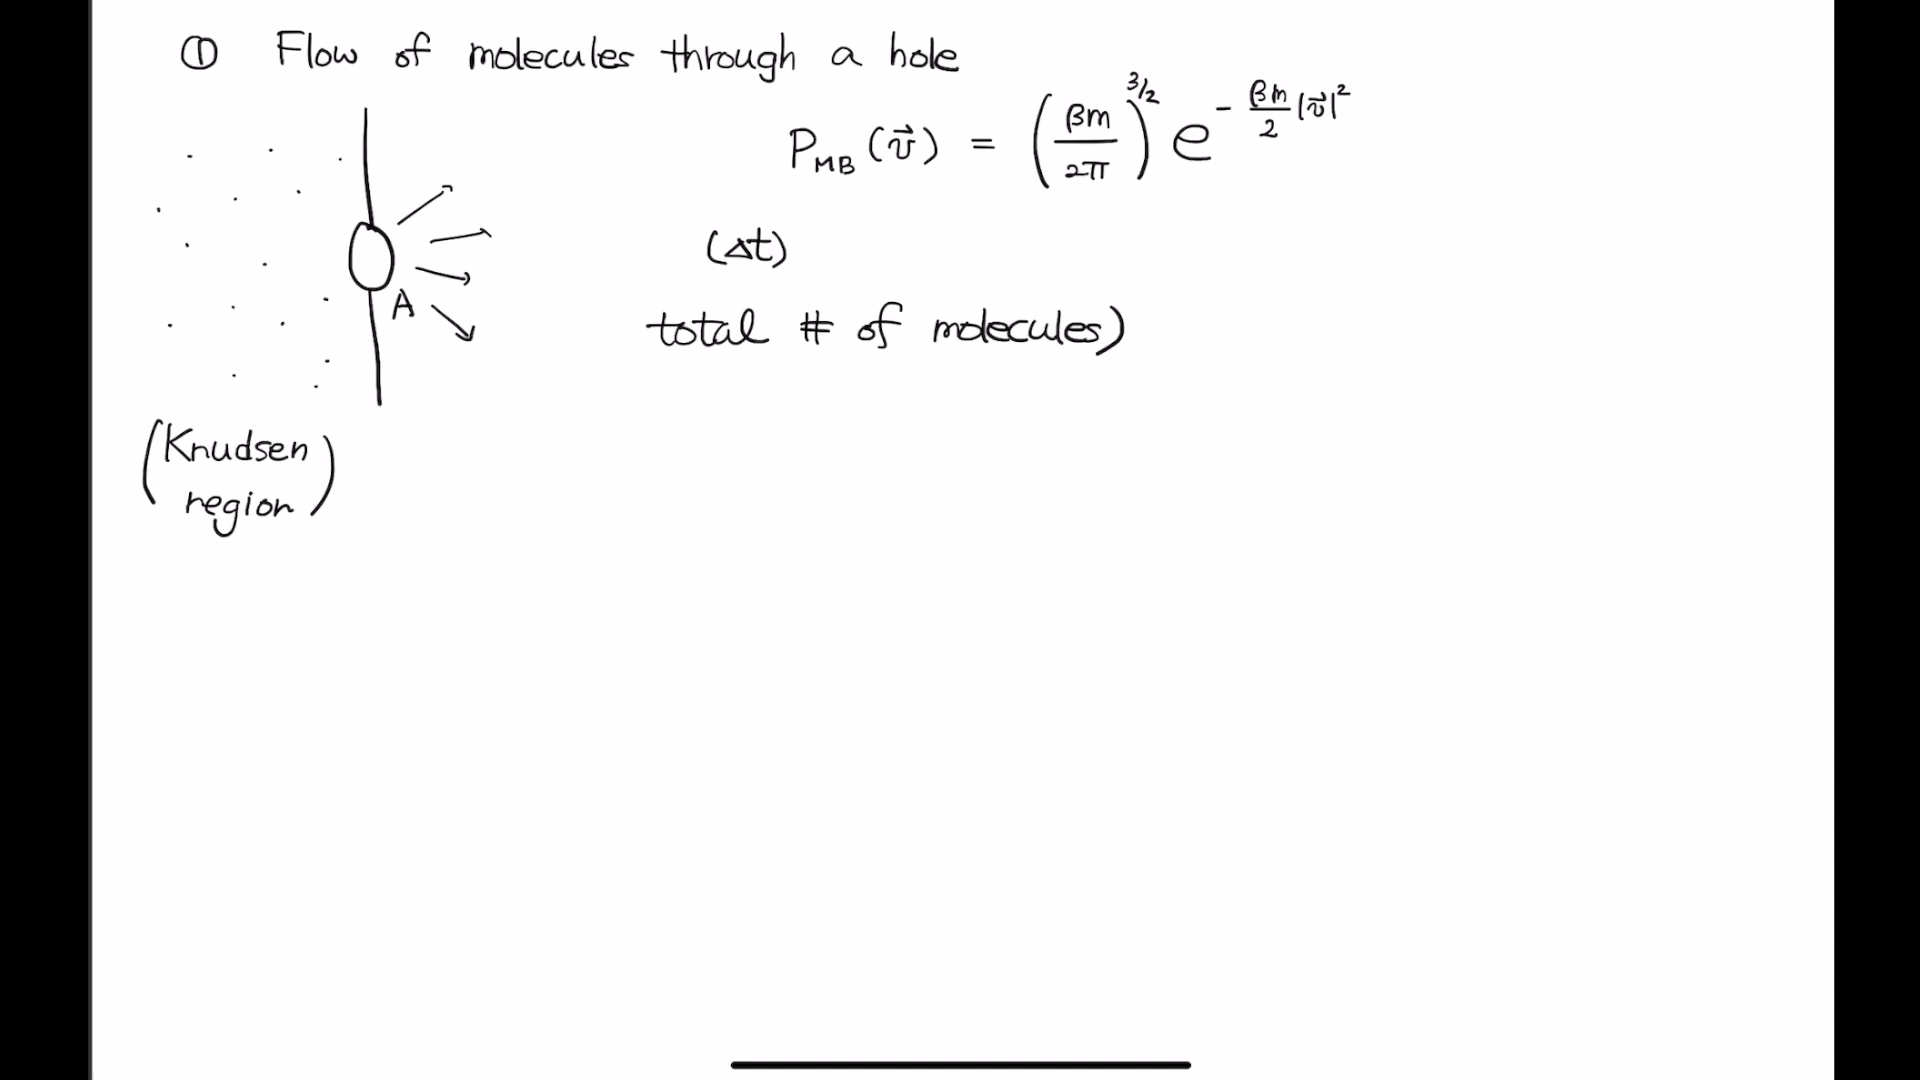 ① Flow of molecules through a hole
P_MB (v⃗) = (βm/2π)^{3/2} e^{-βm/2 |v⃗|²}
(Δt)
A
total # of molecules)
(Knudsen
region)